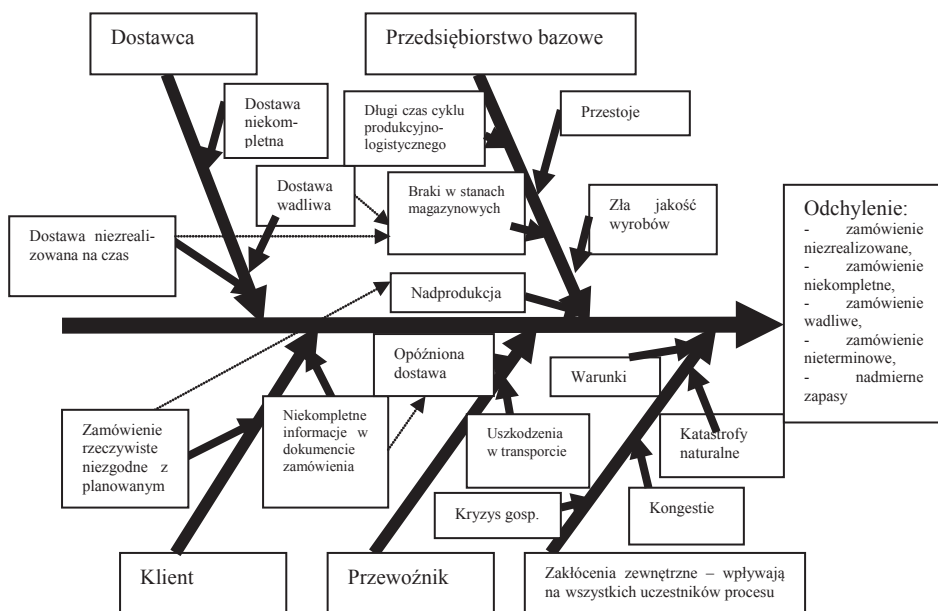 Dostawca
Przedsiębiorstwo bazowe
Dostawa
niekom-
pletna
Długi czas cyklu
produkcyjno-
logistycznego
Przestoje
Dostawa
wadliwa
Braki w stanach
magazynowych
Zła jakość
wyrobów
Dostawa niezreali-
zowana na czas
Nadprodukcja
Odchylenie:
- zamówienie
niezrealizowane,
- zamówienie
niekompletne,
- zamówienie
wadliwe,
- zamówienie
nieterminowe,
- nadmierne
zapasy
Opóźniona
dostawa
Warunki
Zamówienie
rzeczywiste
niezgodne z
planowanym
Niekompletne
informacje w
dokumencie
zamówienia
Uszkodzenia
w transporcie
Katastrofy
naturalne
Kryzys gosp.
Kongestie
Klient
Przewoźnik
Zakłócenia zewnętrzne – wpływają
na wszystkich uczestników procesu